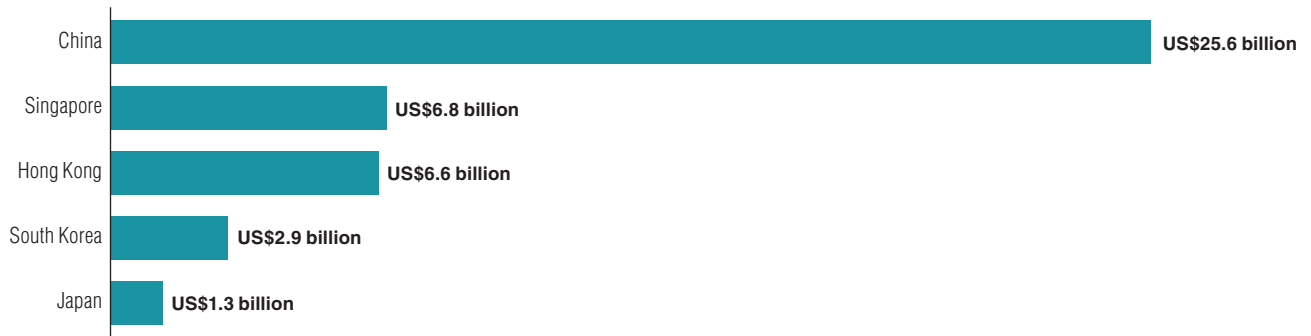 China US$25.6 billion
Singapore US$6.8 billion
Hong Kong US$6.6 billion
South Korea US$2.9 billion
Japan US$1.3 billion